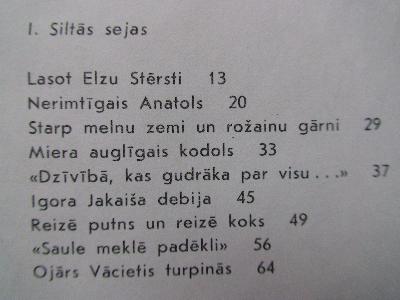 I. Siltās sejas
Lasot Elzu Stērsti 13
Nerimtīgais Anatols 20
Starp melnu zemi un rožainu gārni 29
Miera auglīgais kodols 33
«Dzīvībā, kas gudrāka par visu...» 37
Igora Jakaiša debija 45
Reizē putns un reizē koks 49
«Saule meklē padēkli» 56
Ojārs Vācietis turpinās 64